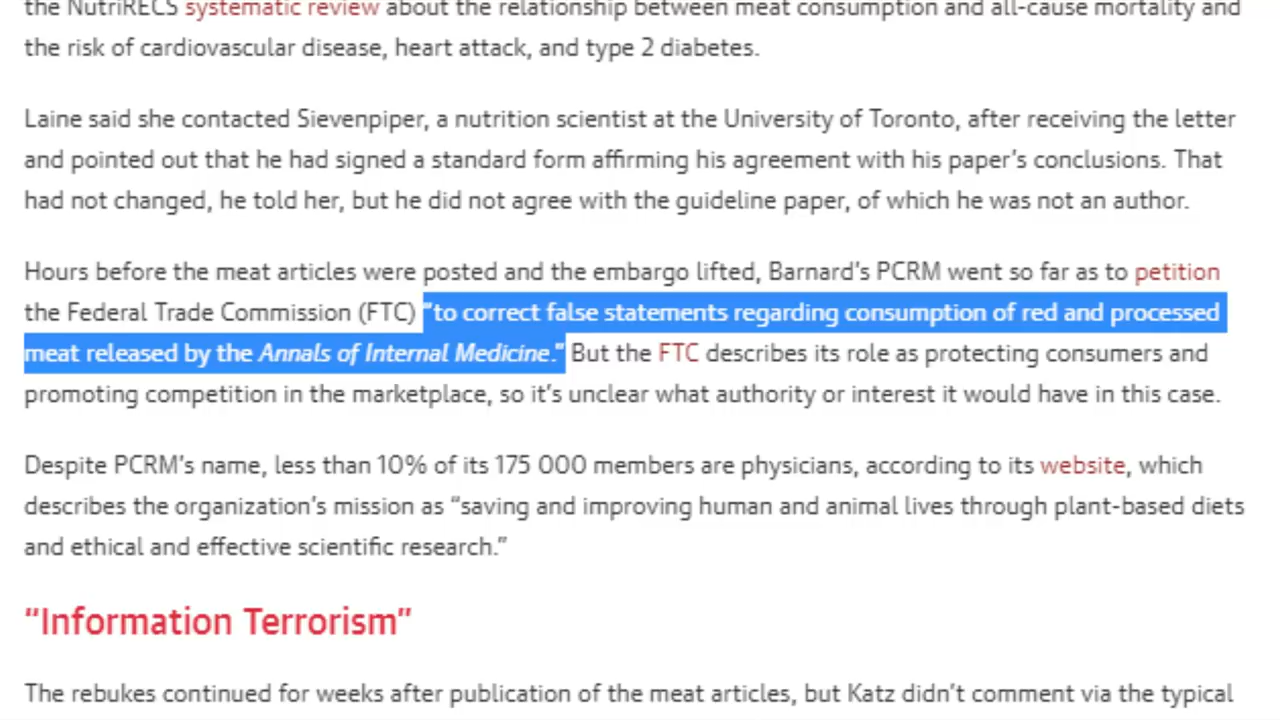 the NutriRECS systematic review about the relationship between meat consumption and all-cause mortality and
the risk of cardiovascular disease, heart attack, and type 2 diabetes.
Laine said she contacted Sievenpiper, a nutrition scientist at the University of Toronto, after receiving the letter
and pointed out that he had signed a standard form affirming his agreement with his paper's conclusions. That
had not changed, he told her, but he did not agree with the guideline paper, of which he was not an author.
Hours before the meat articles were posted and the embargo lifted, Barnard's PCRM went so far as to petition
the Federal Trade Commission (FTC) “to correct false statements regarding consumption of red and processed
meat released by the Annals of Internal Medicine.” But the FTC describes its role as protecting consumers and
promoting competition in the marketplace, so it's unclear what authority or interest it would have in this case.
Despite PCRM's name, less than 10% of its 175 000 members are physicians, according to its website, which
describes the organization's mission as “saving and improving human and animal lives through plant-based diets
and ethical and effective scientific research.”
“Information Terrorism”
The rebukes continued for weeks after publication of the meat articles, but Katz didn't comment via the typical